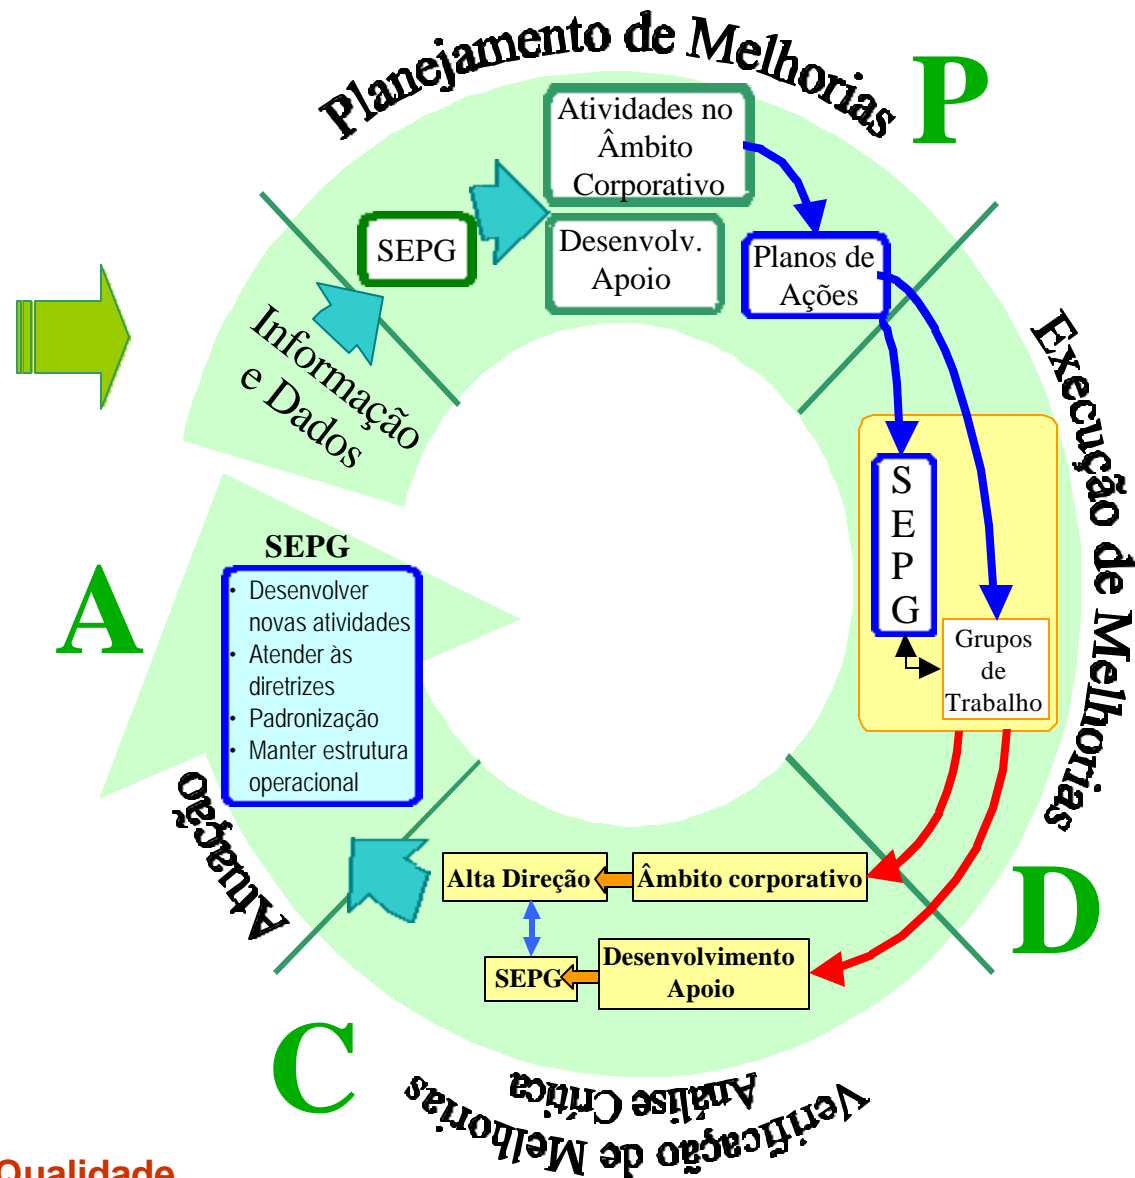 Planejamento de Melhorias
P
Atividades no
Âmbito
Corporativo
SEPG
Desenvolv.
Apoio
Planos de
Ações
Informação
e Dados
Execução de Melhorias
S
E
P
G
Grupos
de
Trabalho
SEPG
• Desenvolver
novas atividades
• Atender às
diretrizes
• Padronização
• Manter estrutura
operacional
A
Atuação
Alta Direção
Âmbito corporativo
SEPG
Desenvolvimento
Apoio
D
C
Análise Crítica
Verificação de Melhorias
Qualidade